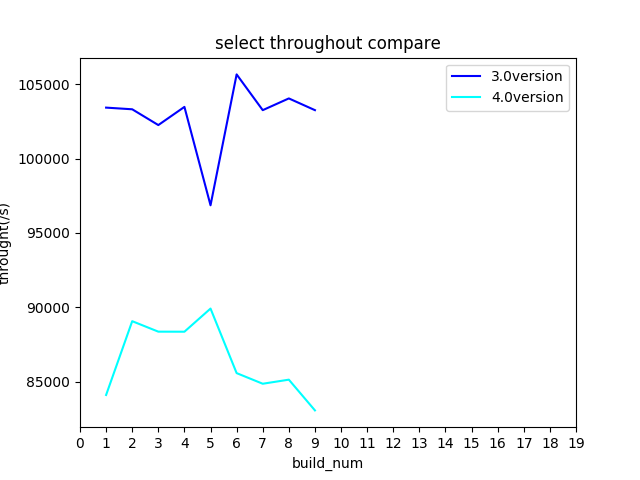 select throughout compare
3.0version
4.0version
105000
100000
95000
90000
85000
throught(/s)
0 1 2 3 4 5 6 7 8 9 10 11 12 13 14 15 16 17 18 19
build_num